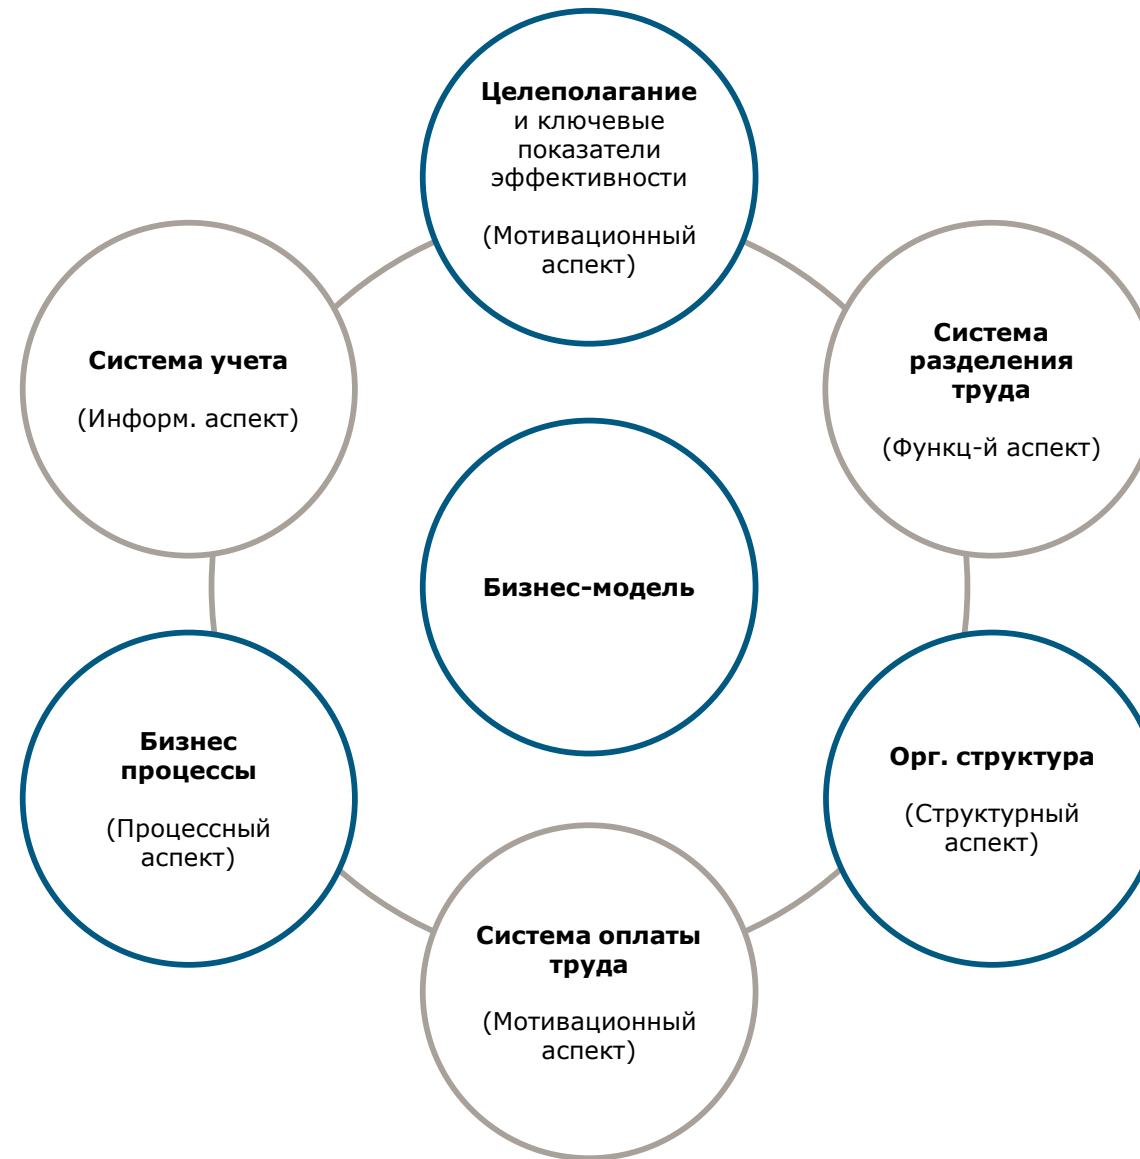 Целеполагание
и ключевые
показатели
эффективности
(Мотивационный
аспект)
Система
разделения
труда
(Функц-й аспект)
Система учета
(Информ. аспект)
Бизнес-модель
Бизнес
процессы
(Процессный
аспект)
Орг. структура
(Структурный
аспект)
Система оплаты
труда
(Мотивационный
аспект)